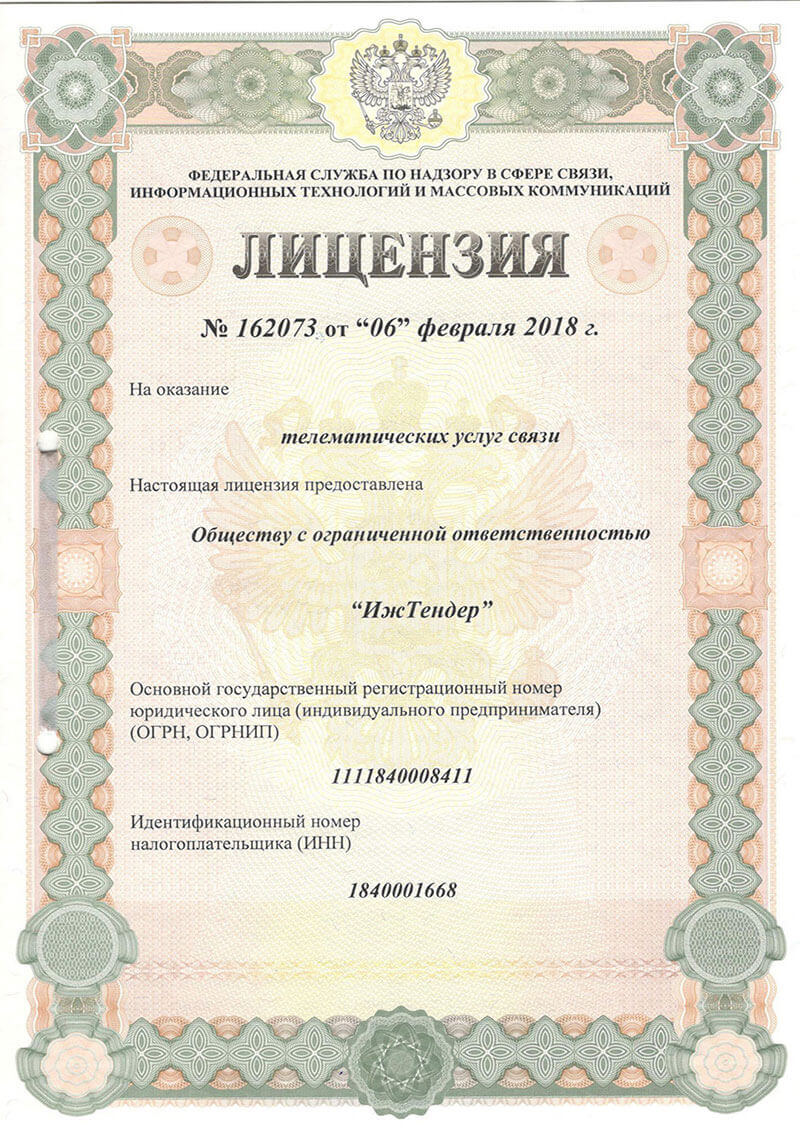 ФЕДЕРАЛЬНАЯ СЛУЖБА ПО НАДЗОРУ В СФЕРЕ СВЯЗИ,
ИНФОРМАЦИОННЫХ ТЕХНОЛОГИЙ И МАССОВЫХ КОММУНИКАЦИЙ
ЛИЦЕНЗИЯ
№ 162073 от “06” февраля 2018 г.
На оказание
телематических услуг связи
Настоящая лицензия предоставлена
Обществу с ограниченной ответственностью
“ИжТендер”
Основной государственный регистрационный номер
юридического лица (индивидуального предпринимателя)
(ОГРН, ОГРНИП)
1111840008411
Идентификационный номер
налогоплательщика (ИНН)
1840001668